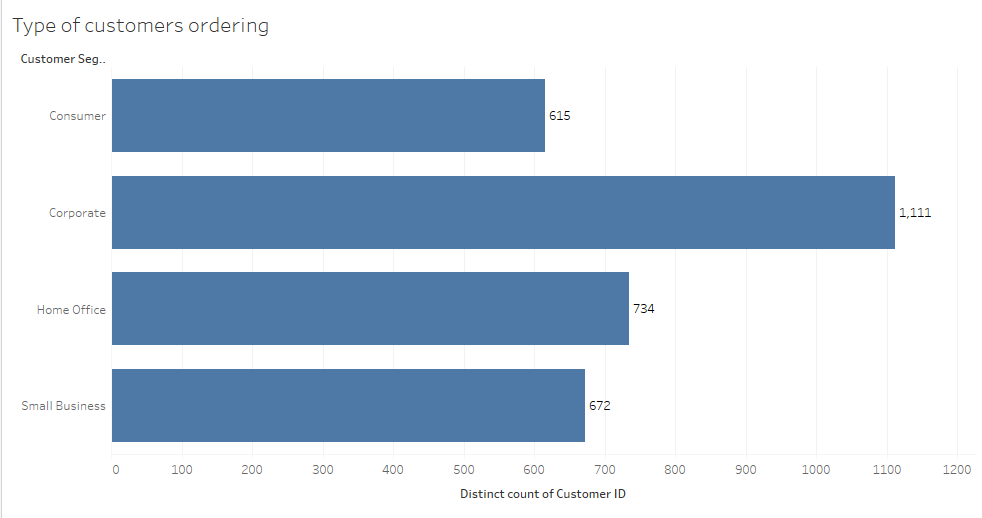 Type of customers ordering
Customer Seg..
Consumer
615
Corporate
1,111
Home Office
734
Small Business
672
0 100 200 300 400 500 600 700 800 900 1000 1100 1200
Distinct count of Customer ID